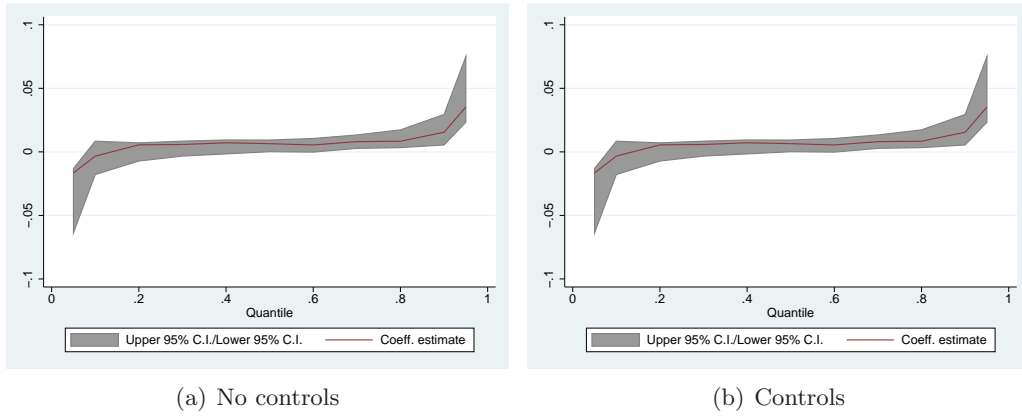 .1
.05
0
−.05
−.1
0 .2 .4 .6 .8 1
Quantile
Upper 95% C.I./Lower 95% C.I. Coeff. estimate
(a) No controls
.1
.05
0
−.05
−.1
0 .2 .4 .6 .8 1
Quantile
Upper 95% C.I./Lower 95% C.I. Coeff. estimate
(b) Controls